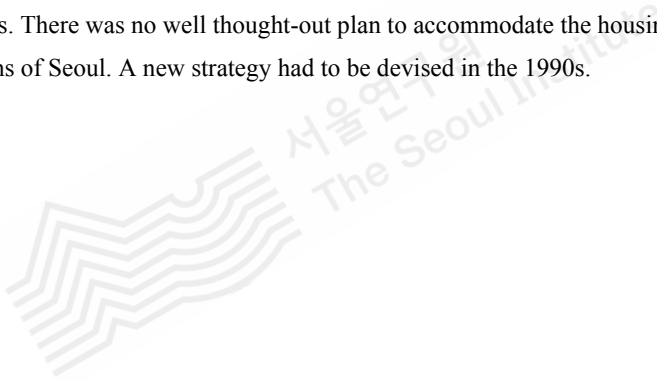 s. There was no well thought-out plan to accommodate the housin
ns of Seoul. A new strategy had to be devised in the 1990s.
서울연구원
The Seoul Institute